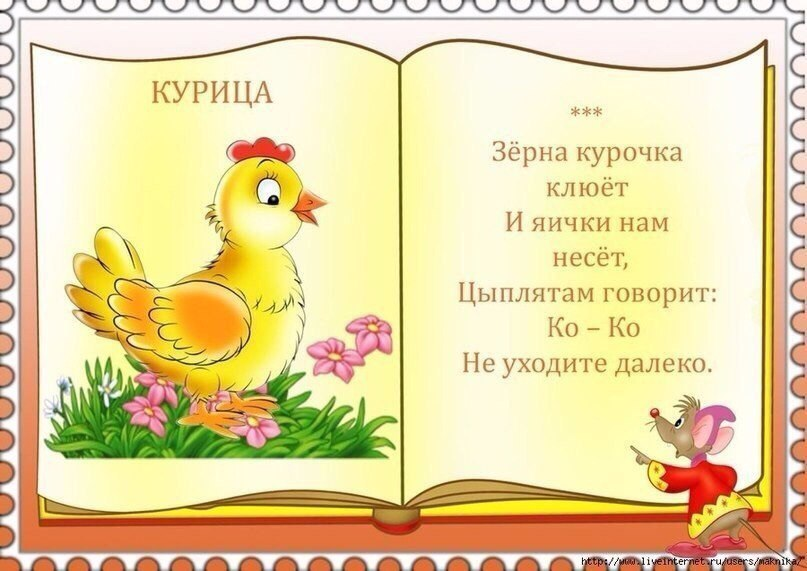 КУРИЦА
***
Зёрна курочка
клюёт
И яички нам
несёт,
Цыплятам говорит:
Ко – Ко
Не уходите далеко.
http://www.liveinternet.ru/users/maknika/